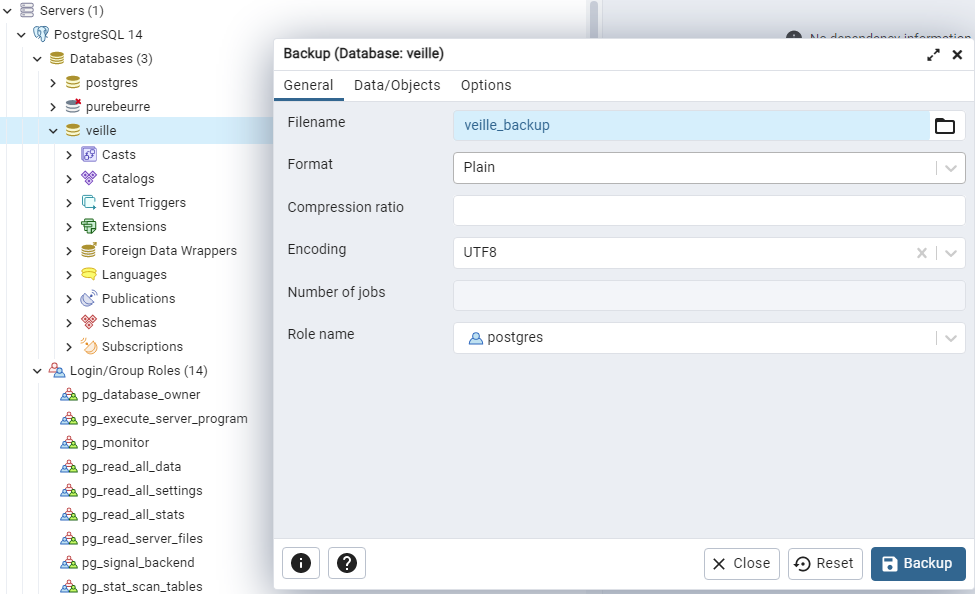 Servers (1)
PostgreSQL 14
Databases (3)
postgres
purebeurre
veille
Casts
Catalogs
Event Triggers
Extensions
Foreign Data Wrappers
Languages
Publications
Schemas
Subscriptions
Login/Group Roles (14)
pg_database_owner
pg_execute_server_program
pg_monitor
pg_read_all_data
pg_read_all_settings
pg_read_all_stats
pg_read_server_files
pg_signal_backend
pg_stat_scan_tables
No dependency information
Backup (Database: veille)
General Data/Objects Options
Filename veille_backup
Format Plain
Compression ratio
Encoding UTF8
Number of jobs
Role name postgres
Close Reset Backup